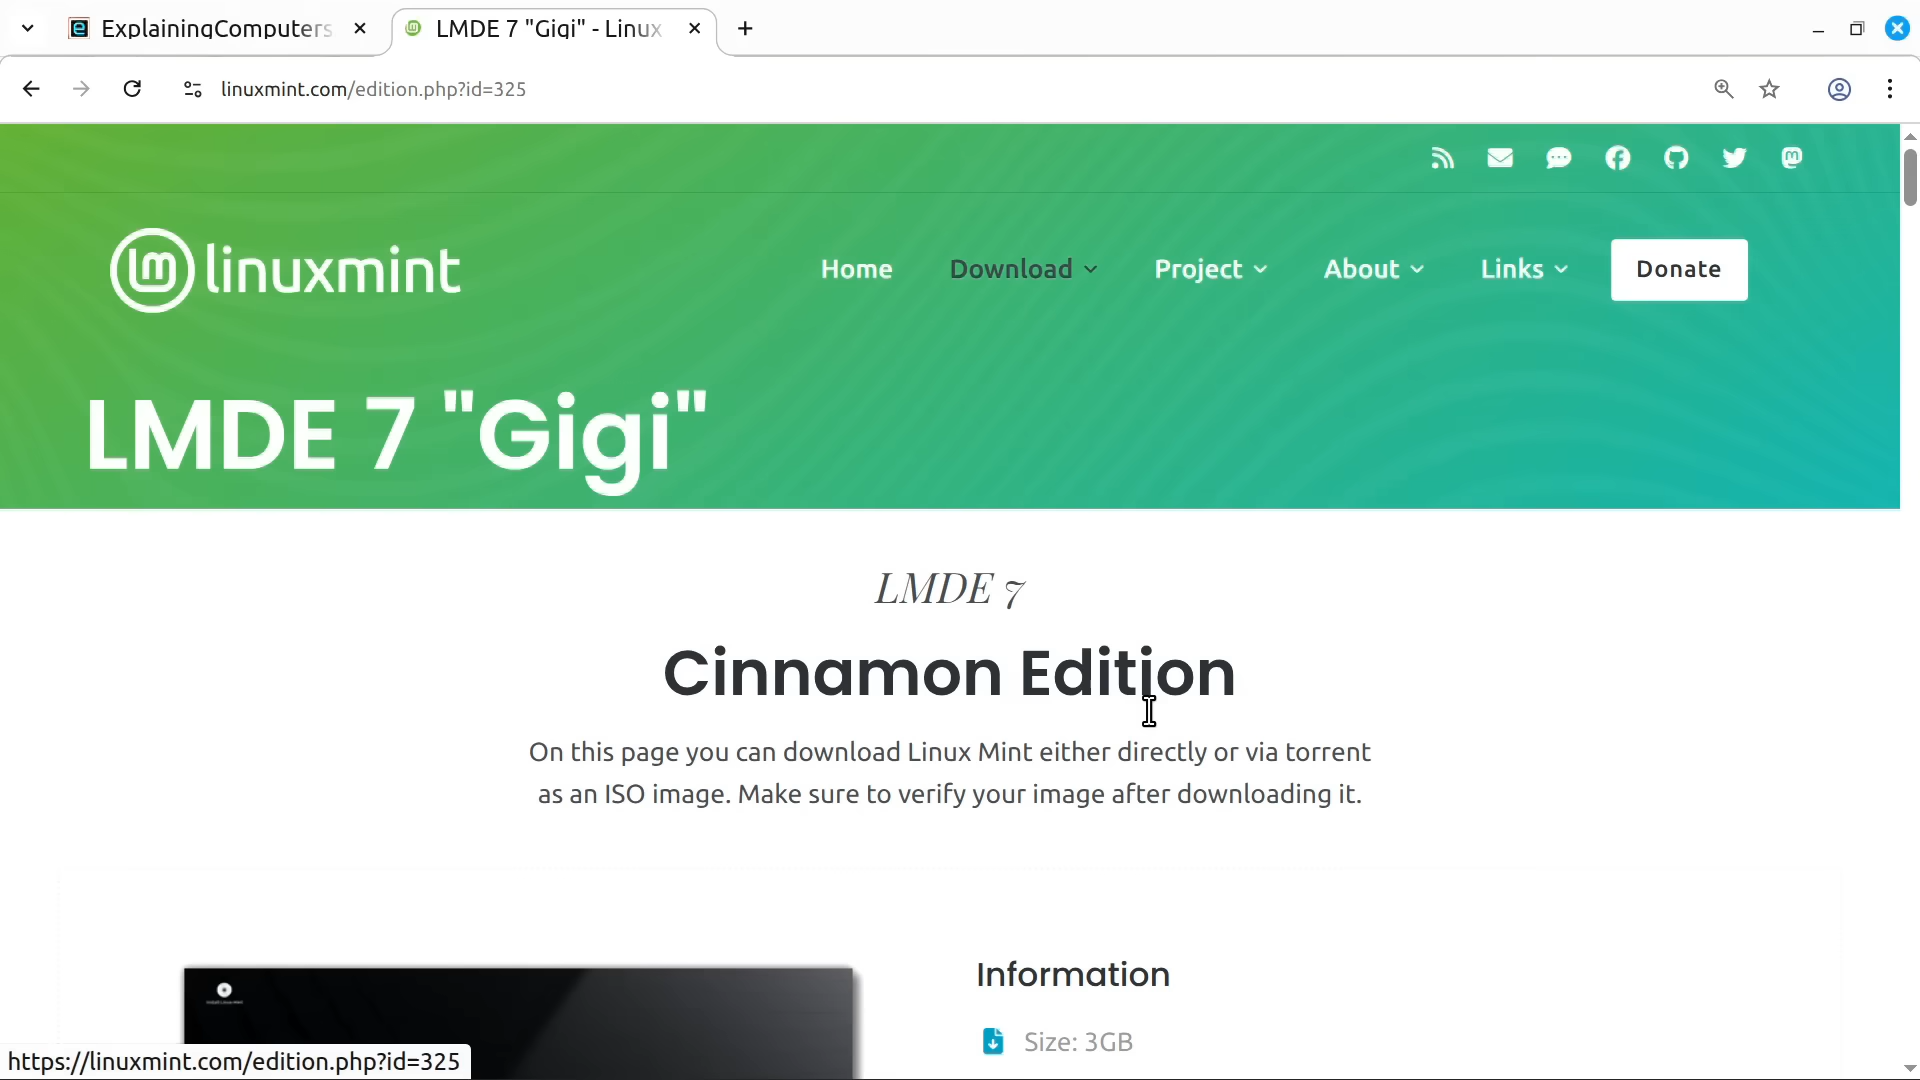 ExplainingComputers
LMDE 7 "Gigi" - Linux
linuxmint.com/edition.php?id=325
linuxmint
Home
Download
Project
About
Links
Donate
LMDE 7 "Gigi"
LMDE 7
Cinnamon Edition
On this page you can download Linux Mint either directly or via torrent
as an ISO image. Make sure to verify your image after downloading it.
Information
Size: 3GB
https://linuxmint.com/edition.php?id=325